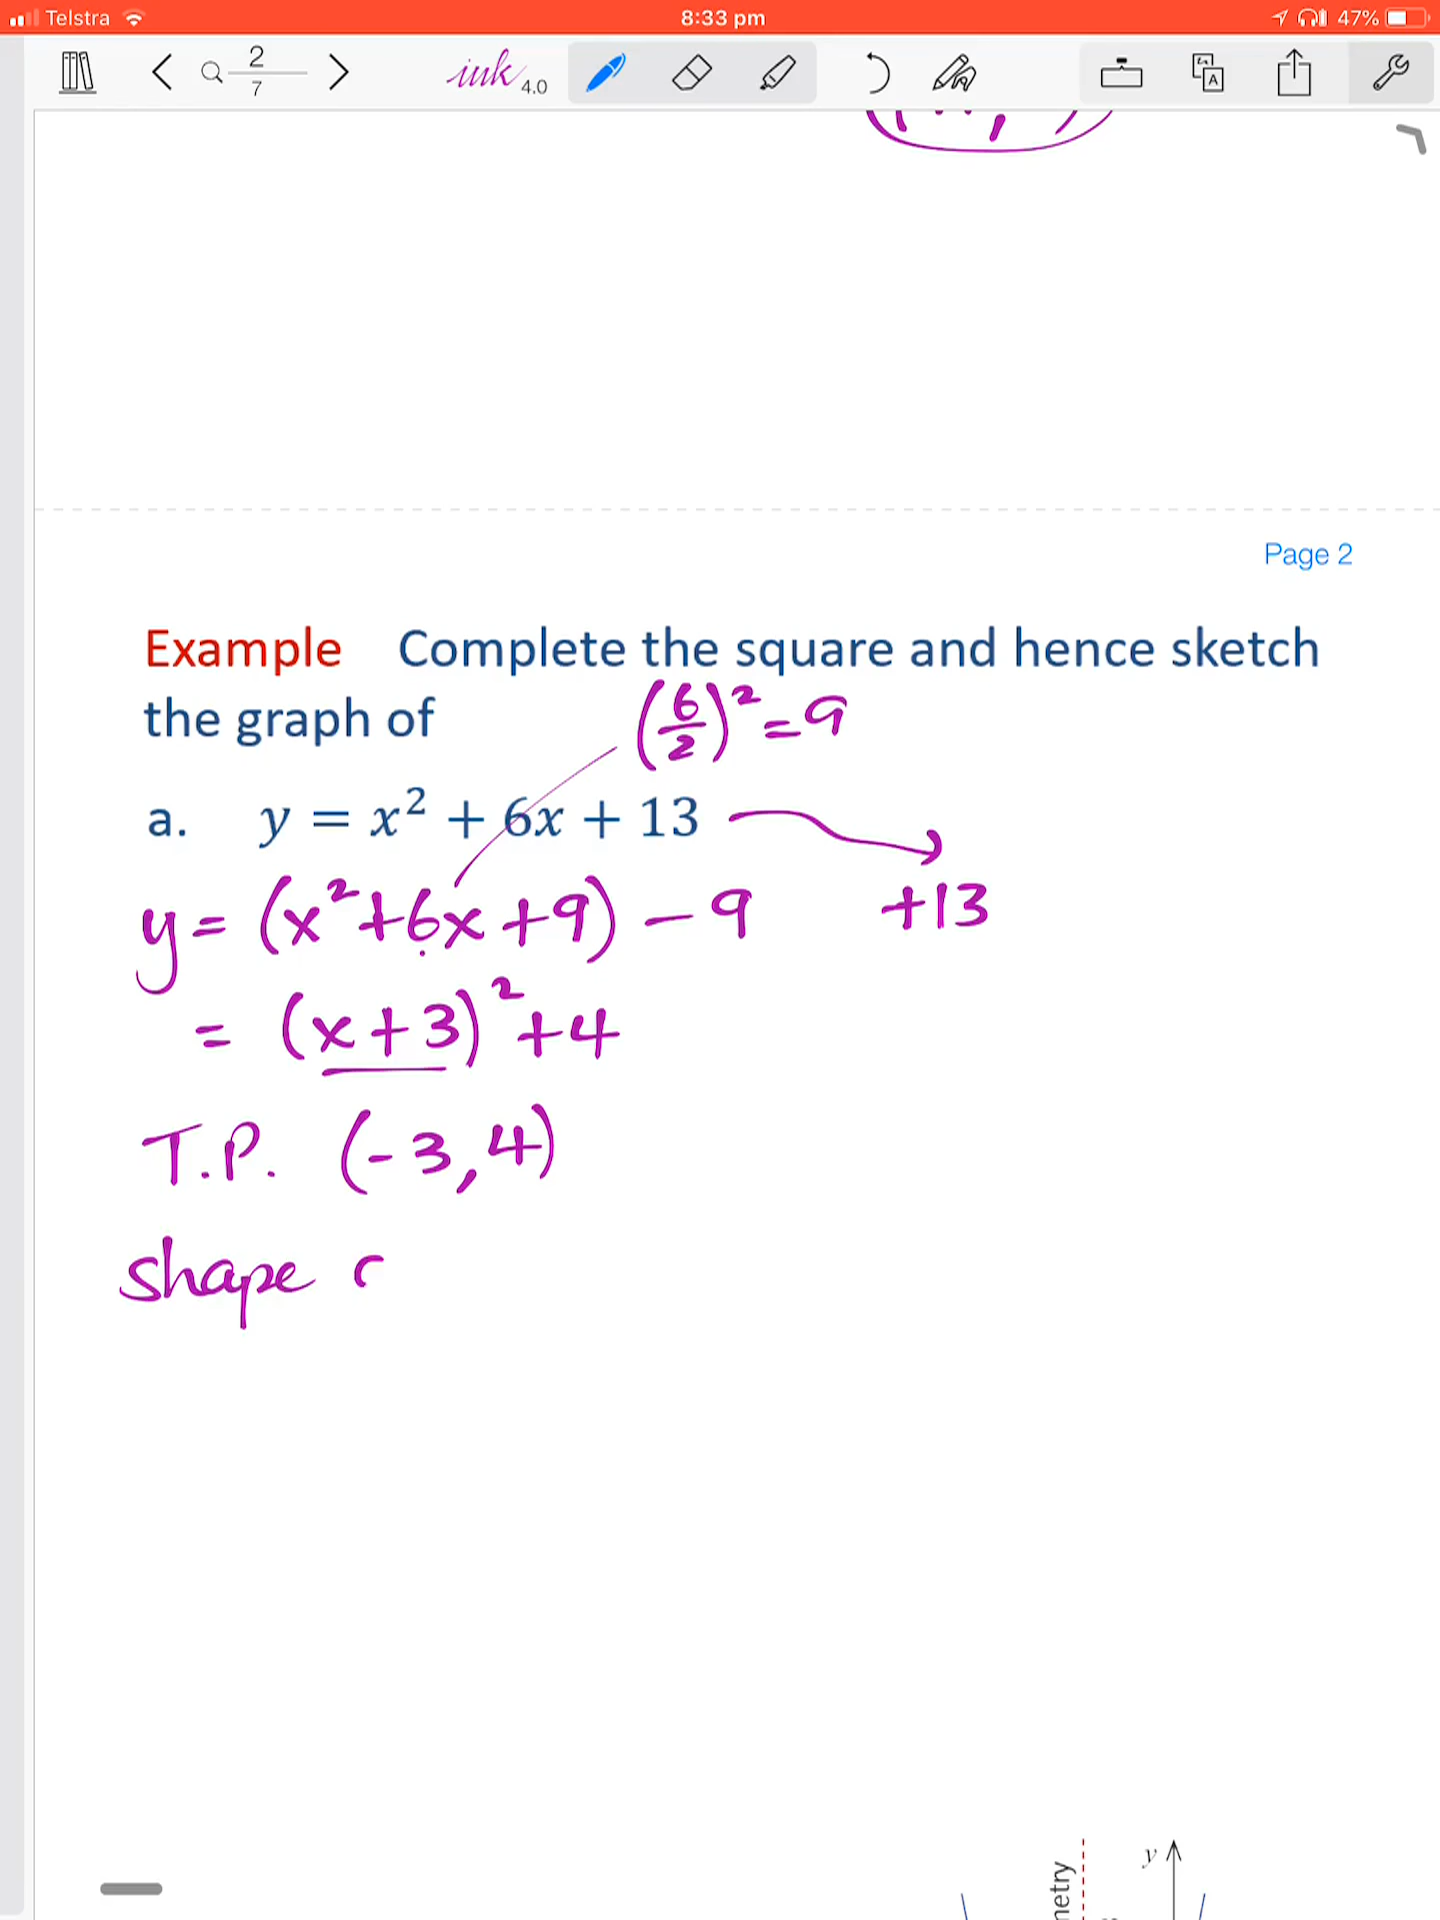 Telstra 8:33 pm 47%
2
7
ink 4.0
Page 2
Example Complete the square and hence sketch
the graph of
(6/2)² = 9
a. y = x² + 6x + 13
y = (x² + 6x + 9) − 9 +13
= (x + 3)² + 4
T.P. (-3, 4)
shape
y
metry